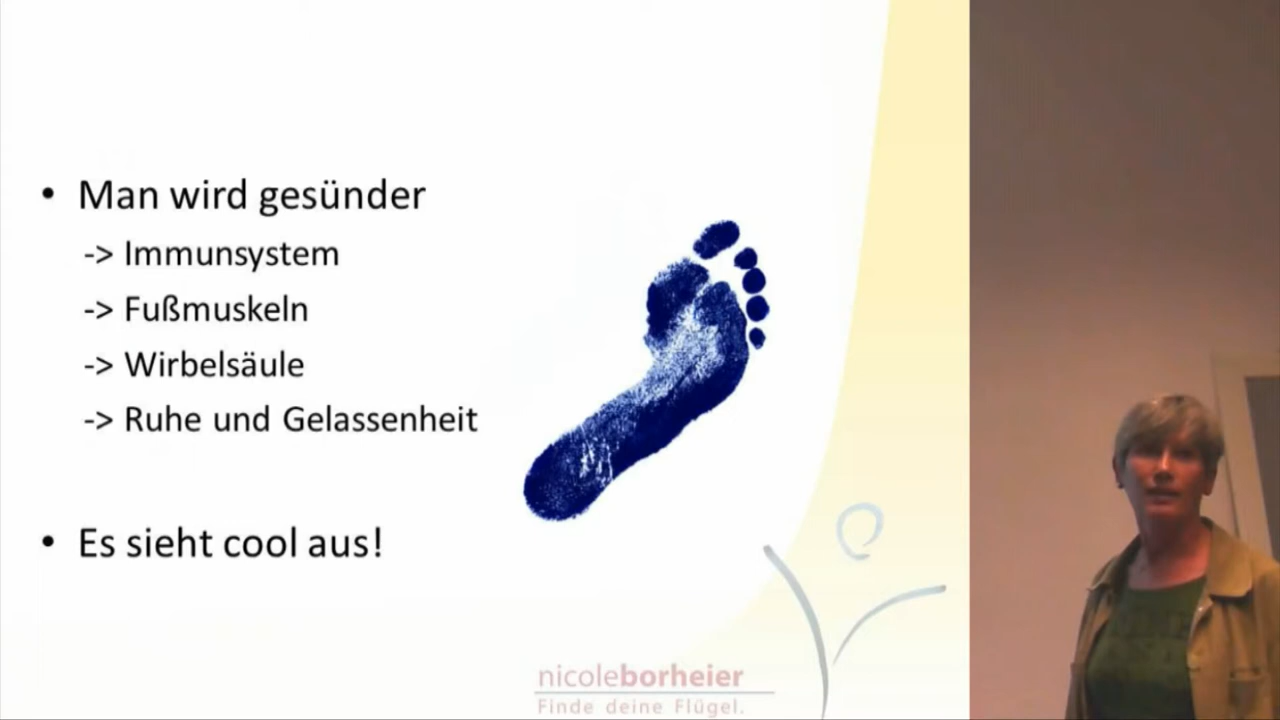 • Man wird gesünder
-> Immunsystem
-> Fußmuskeln
-> Wirbelsäule
-> Ruhe und Gelassenheit
• Es sieht cool aus!
nicoleborheier
Finde deine Flügel.